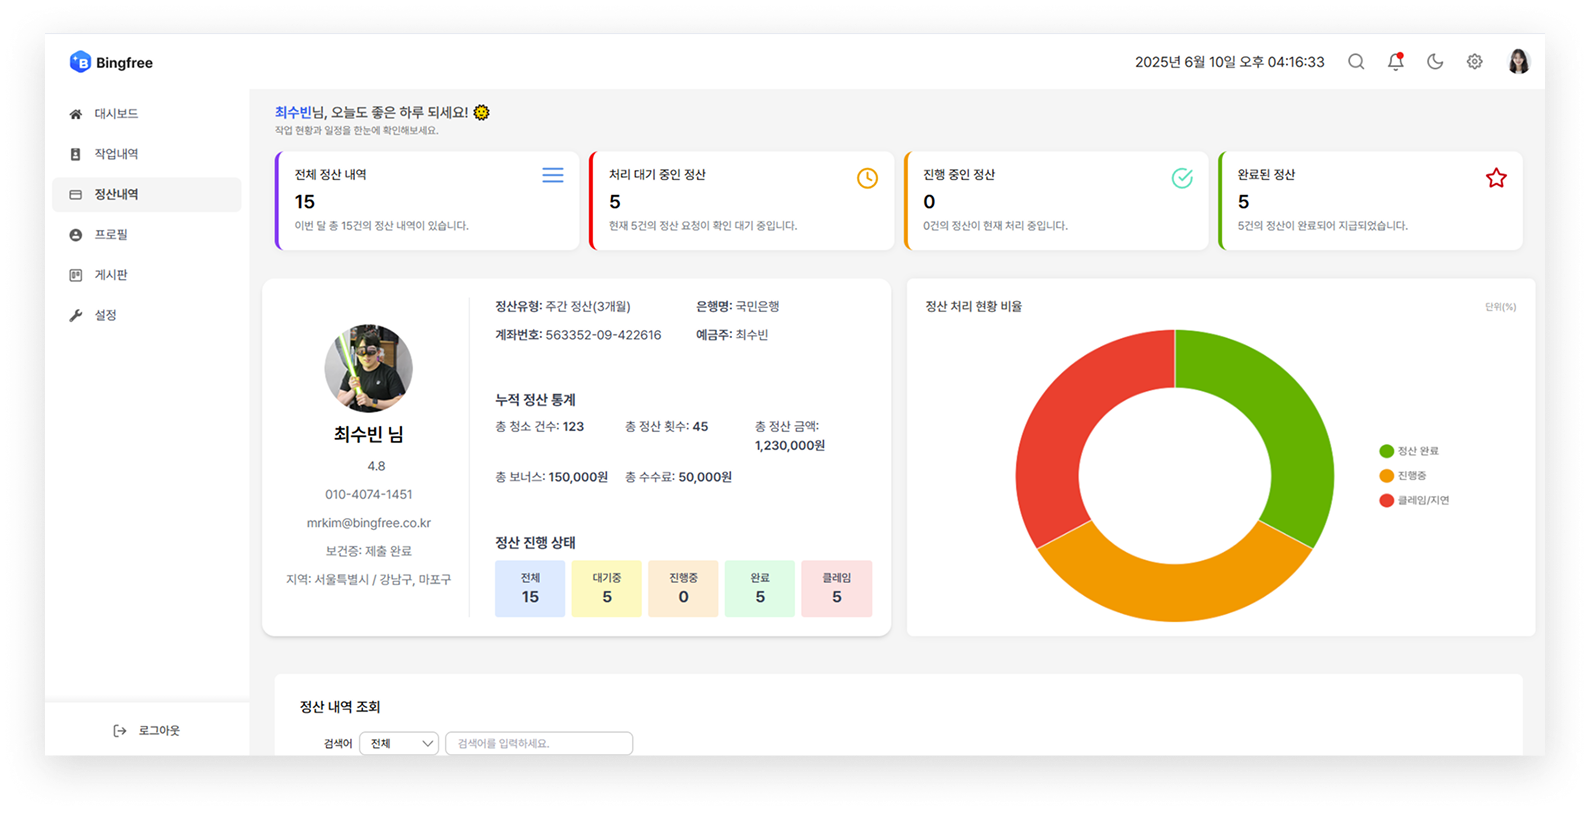 Bingfree
2025년 6월 10일 오후 04:16:33
대시보드
작업내역
정산내역
프로필
게시판
설정
로그아웃
최수빈님, 오늘도 좋은 하루 되세요! 🌞
작업 현황과 일정을 한눈에 확인해보세요.
전체 정산 내역
15
이번 달 총 15건의 정산 내역이 있습니다.
처리 대기 중인 정산
5
현재 5건의 정산 요청이 확인 대기 중입니다.
진행 중인 정산
0
0건의 정산이 현재 처리 중입니다.
완료된 정산
5
5건의 정산이 완료되어 지급되었습니다.
최수빈 님
4.8
010-4074-1451
mrkim@bingfree.co.kr
보건증: 제출 완료
지역: 서울특별시 / 강남구, 마포구
정산유형: 주간 정산(3개월) 은행명: 국민은행
계좌번호: 563352-09-422616 예금주: 최수빈
누적 정산 통계
총 청소 건수: 123 총 정산 횟수: 45 총 정산 금액:
1,230,000원
총 보너스: 150,000원 총 수수료: 50,000원
정산 진행 상태
전체 대기중 진행중 완료 클레임
15 5 0 5 5
정산 처리 현황 비율 단위(%)
정산 완료
진행중
클레임/지연
정산 내역 조회
검색어 전체 검색어를 입력하세요.